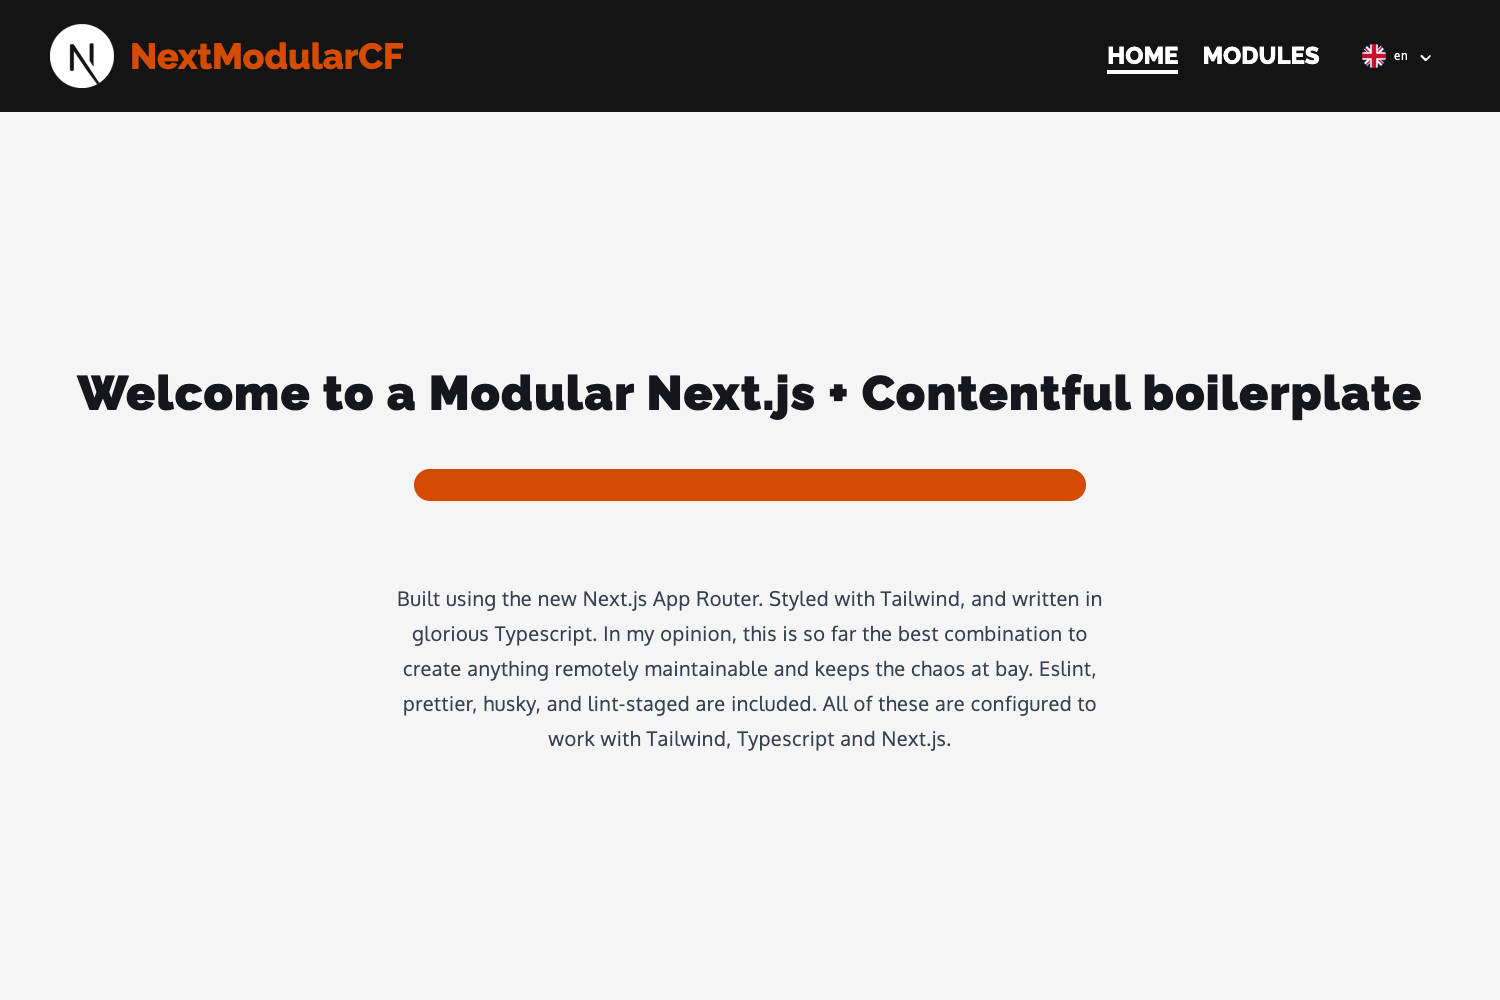 NextModularCF
HOME
MODULES
en
Welcome to a Modular Next.js + Contentful boilerplate
Built using the new Next.js App Router. Styled with Tailwind, and written in
glorious Typescript. In my opinion, this is so far the best combination to
create anything remotely maintainable and keeps the chaos at bay. Eslint,
prettier, husky, and lint-staged are included. All of these are configured to
work with Tailwind, Typescript and Next.js.